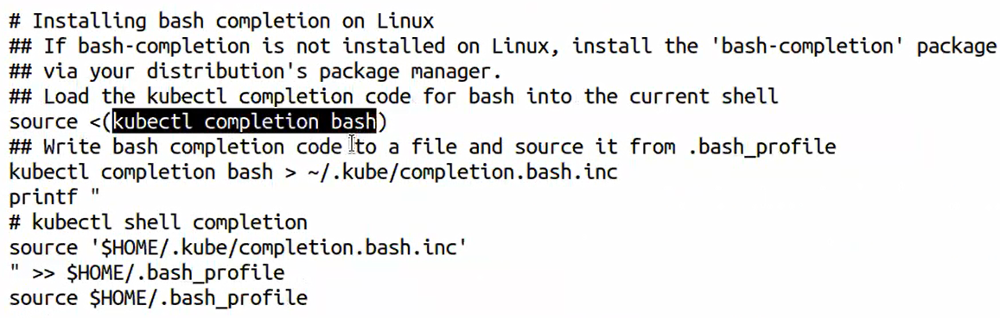 # Installing bash completion on Linux
## If bash-completion is not installed on Linux, install the 'bash-completion' package
## via your distribution's package manager.
## Load the kubectl completion code for bash into the current shell
source <(kubectl completion bash)
## Write bash completion code to a file and source it from .bash_profile
kubectl completion bash > ~/.kube/completion.bash.inc
printf "
# kubectl shell completion
source '$HOME/.kube/completion.bash.inc'
" >> $HOME/.bash_profile
source $HOME/.bash_profile